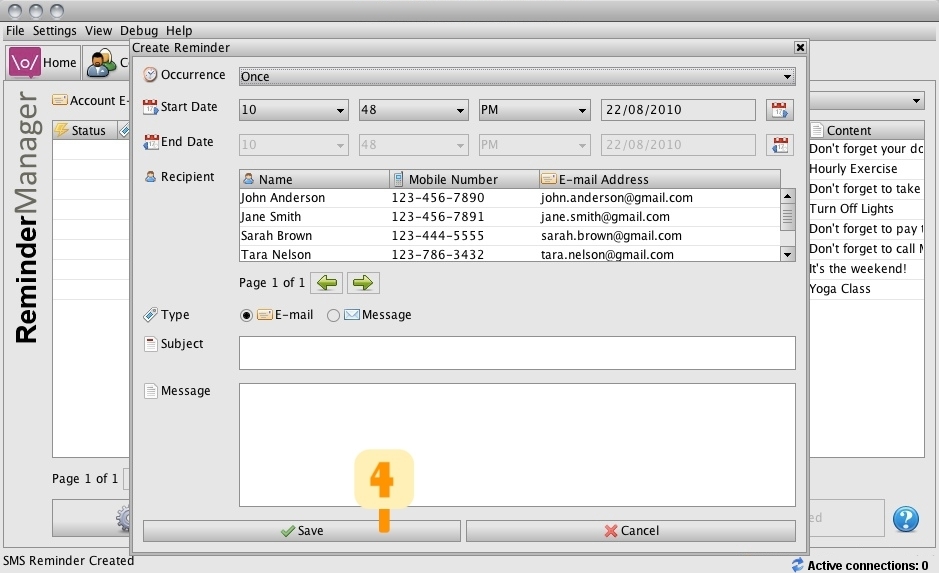 File Settings View Debug Help
Create Reminder
Home
ReminderManager
Account E-
Status
Occurrence
Once
Start Date
10 48 PM 22/08/2010
End Date
10 48 PM 22/08/2010
Recipient
Name Mobile Number E-mail Address
John Anderson 123-456-7890 john.anderson@gmail.com
Jane Smith 123-456-7891 jane.smith@gmail.com
Sarah Brown 123-444-5555 sarah.brown@gmail.com
Tara Nelson 123-786-3432 tara.nelson@gmail.com
Page 1 of 1
Type
E-mail
Message
Subject
Message
4
Save
Cancel
Content
Don't forget your do
Hourly Exercise
Don't forget to take
Turn Off Lights
Don't forget to pay
Don't forget to call
It's the weekend!
Yoga Class
Page 1 of 1
SMS Reminder Created
Active connections: 0